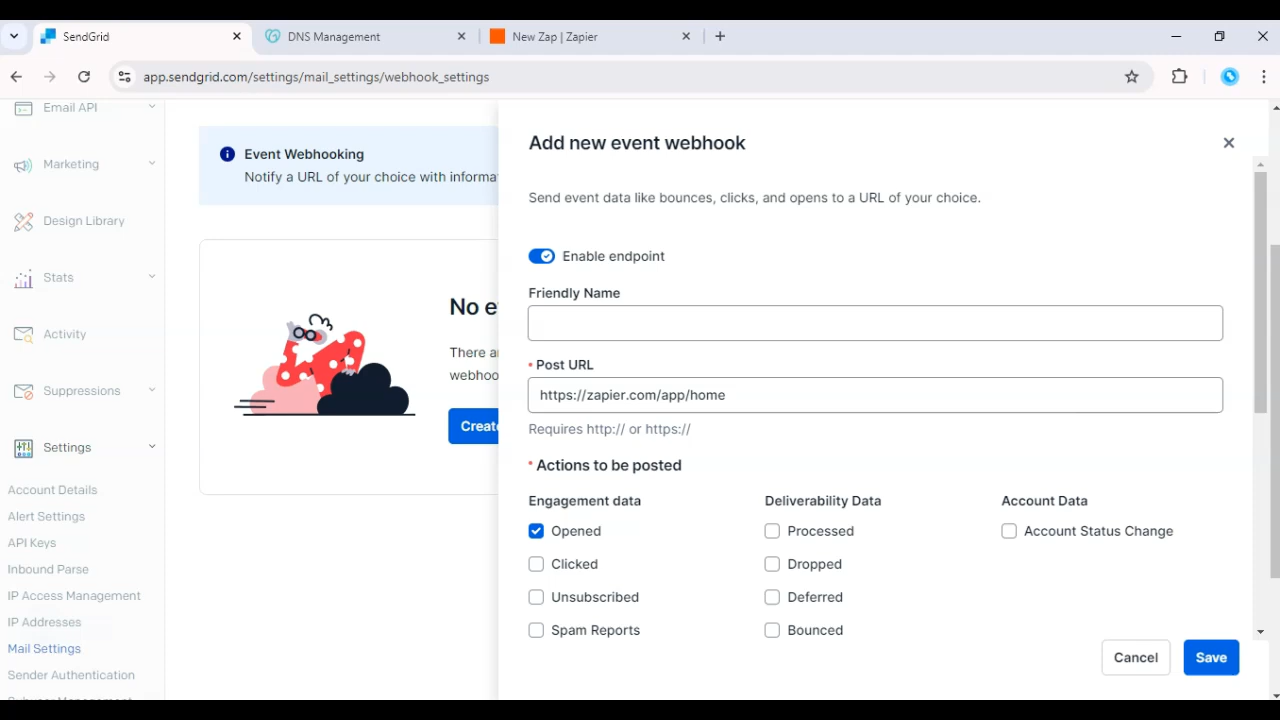 SendGrid
DNS Management
New Zap | Zapier
app.sendgrid.com/settings/mail_settings/webhook_settings
Email API
Marketing
Design Library
Stats
Activity
Suppressions
Settings
Account Details
Alert Settings
API Keys
Inbound Parse
IP Access Management
IP Addresses
Mail Settings
Sender Authentication
Event Webhooking
Notify a URL of your choice with informa
No e
There a
webhoo
Creat
Add new event webhook
Send event data like bounces, clicks, and opens to a URL of your choice.
Enable endpoint
Friendly Name
* Post URL
https://zapier.com/app/home
Requires http:// or https://
* Actions to be posted
Engagement data
Opened
Clicked
Unsubscribed
Spam Reports
Deliverability Data
Processed
Dropped
Deferred
Bounced
Account Data
Account Status Change
Cancel
Save